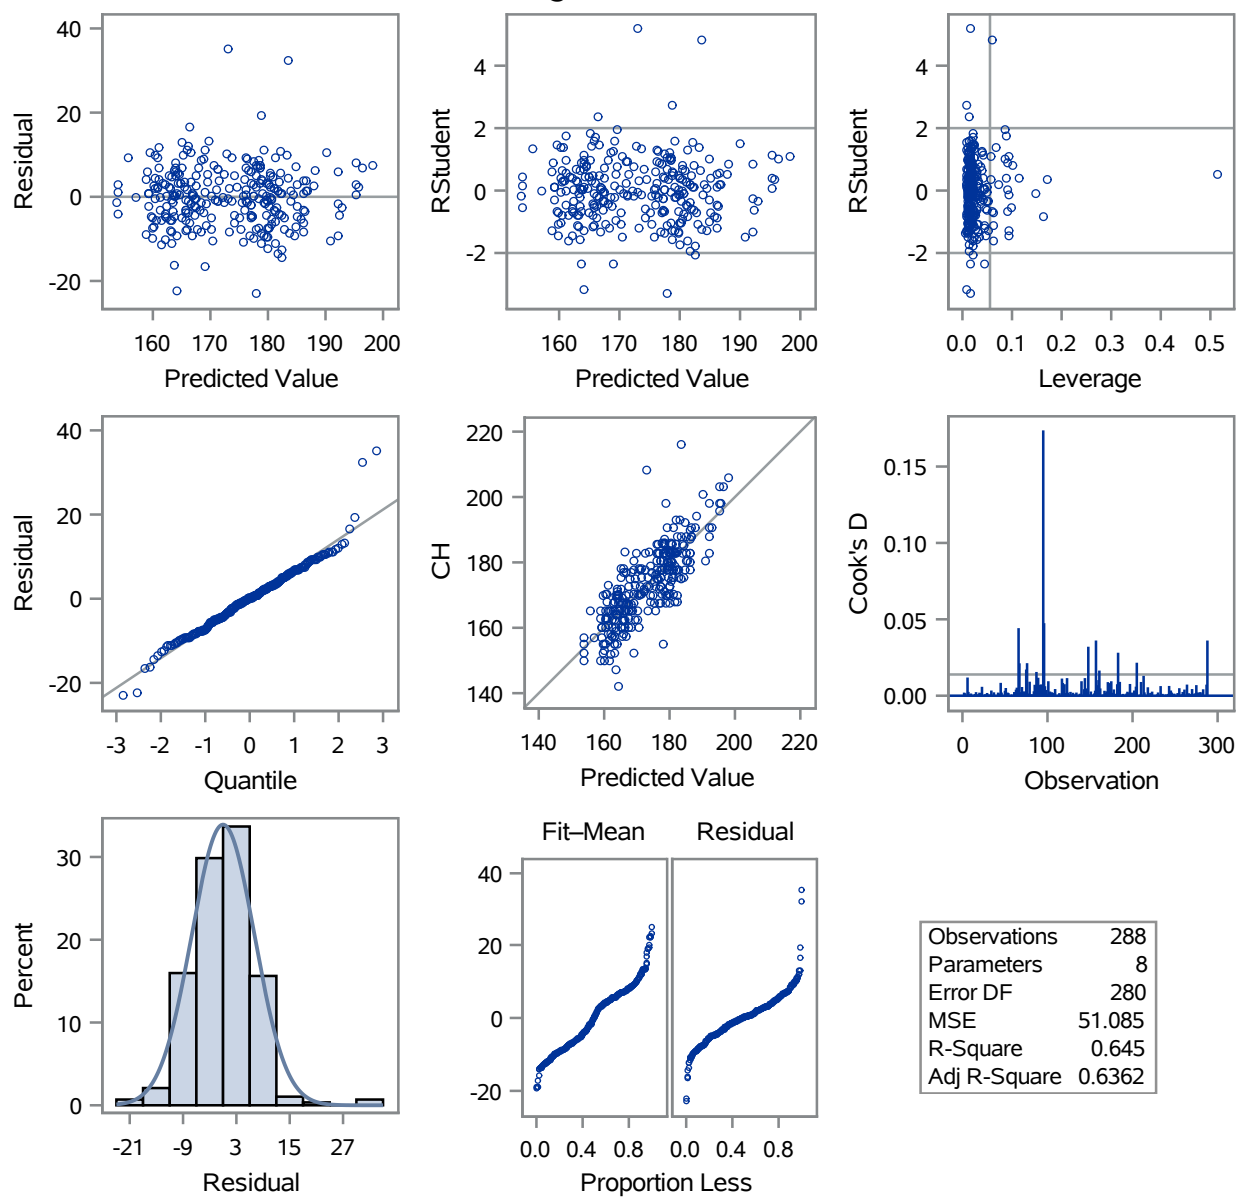 40
20
0
-20
Residual
160 170 180 190 200
Predicted Value
4
2
0
-2
RStudent
160 170 180 190 200
Predicted Value
4
2
0
-2
RStudent
0.0 0.1 0.2 0.3 0.4 0.5
Leverage
40
20
0
-20
Residual
-3 -2 -1 0 1 2 3
Quantile
220
200
180
160
140
CH
140 160 180 200 220
Predicted Value
0.15
0.10
0.05
0.00
Cook's D
0 100 200 300
Observation
30
20
10
0
Percent
-21 -9 3 15 27
Residual
Fit–Mean Residual
40
20
0
-20
0.0 0.4 0.8 0.0 0.4 0.8
Proportion Less
Observations 288
Parameters 8
Error DF 280
MSE 51.085
R-Square 0.645
Adj R-Square 0.6362